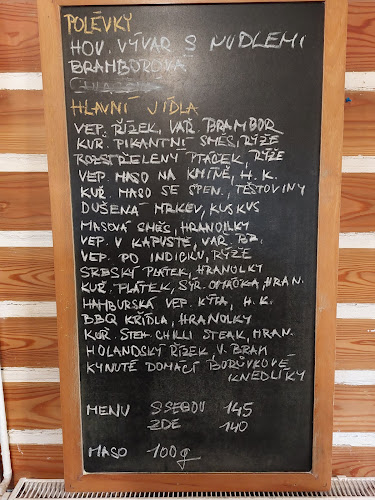 POLÉVKY
HOV. VÝVAR S NUDLEMI
BRAMBOROVÁ
HLAVNÍ JÍDLA
VEP. ŘÍZEK, VAŘ. BRAMBOR
KUŘ. PIKANTNÍ SMĚS, RÝŽE
ROZSTŘELENÝ PTÁČEK, RÝŽE
VEP. MASO NA KMÍNĚ, H. K.
KUŘ. MASO SE ŠPEN., TĚSTOVINY
DUŠENÁ MRKEV, KUSKUS
MASOVÁ SMĚS, HRANOLKY
VEP. V KAPUSTĚ, VAŘ. BR.
VEP. PO INDICKU, RÝŽE
SRBSKÝ PLÁTEK, HRANOLKY
KUŘ. PLÁTEK, SÝR. OMÁČKA, HRAN.
HAMBURSKÁ VEP. KÝTA, H. K.
BBQ KŘÍDLA, HRANOLKY
KUŘ. STEK CHILLI STEAK, HRAN.
HOLANDSKÝ ŘÍZEK, V. BRAM
KYNUTÉ DOMÁCÍ BORŮVKOVÉ
KNEDLÍKY
MENU S SEBOU 145
ZDE 140
MASO 100g